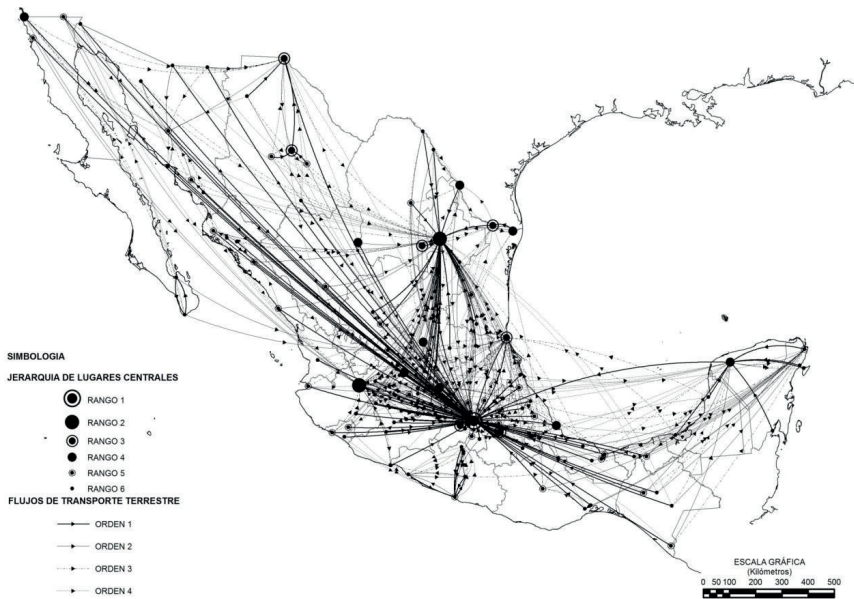 SIMBOLOGIA
JERARQUIA DE LUGARES CENTRALES
RANGO 1
RANGO 2
RANGO 3
RANGO 4
RANGO 5
RANGO 6
FLUJOS DE TRANSPORTE TERRESTRE
ORDEN 1
ORDEN 2
ORDEN 3
ORDEN 4
ESCALA GRÁFICA
(Kilómetros)
0 50 100 200 300 400 500